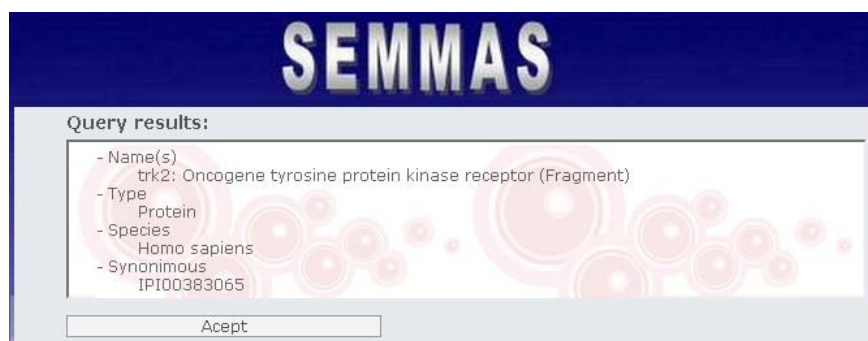 SEMMAS
Query results:
- Name(s)
trk2: Oncogene tyrosine protein kinase receptor (Fragment)
- Type
Protein
- Species
Homo sapiens
- Synonimous
IPI00383065
Acept